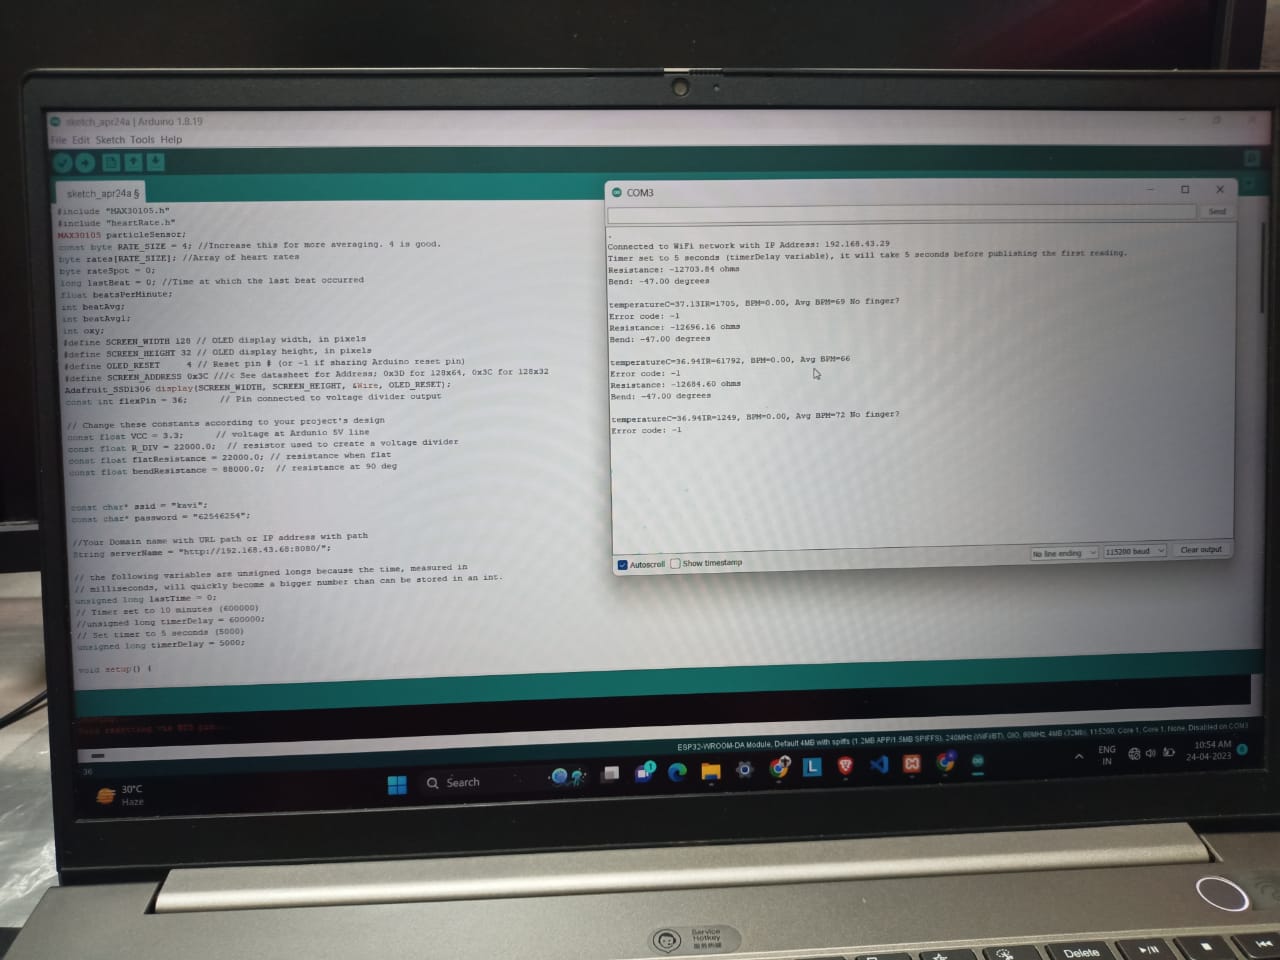 sketch_apr24a | Arduino 1.8.19
File Edit Sketch Tools Help
sketch_apr24a §
#include "MAX30105.h"
#include "heartRate.h"
MAX30105 particleSensor;
const byte RATE_SIZE = 4; //Increase this for more averaging. 4 is good.
byte rates[RATE_SIZE]; //Array of heart rates
byte rateSpot = 0;
long lastBeat = 0; //Time at which the last beat occurred
float beatsPerMinute;
int beatAvg;
int beatAvg1;
int oxy;
#define SCREEN_WIDTH 128 // OLED display width, in pixels
#define SCREEN_HEIGHT 32 // OLED display height, in pixels
#define OLED_RESET 4 // Reset pin # (or -1 if sharing Arduino reset pin)
#define SCREEN_ADDRESS 0x3C ///< See datasheet for Address; 0x3D for 128x64, 0x3C for 128x32
Adafruit_SSD1306 display(SCREEN_WIDTH, SCREEN_HEIGHT, &Wire, OLED_RESET);
const int flexPin = 36; // Pin connected to voltage divider output
// Change these constants according to your project's design
const float VCC = 3.3; // voltage at Ardunio 5V line
const float R_DIV = 22000.0; // resistor used to create a voltage divider
const float flatResistance = 22000.0; // resistance when flat
const float bendResistance = 88000.0; // resistance at 90 deg
const char* ssid = "kavi";
const char* password = "62546254";
//Your Domain name with URL path or IP address with path
String serverName = "http://192.168.43.68:8080/";
// the following variables are unsigned longs because the time, measured in
// milliseconds, will quickly become a bigger number than can be stored in an int.
unsigned long lastTime = 0;
// Timer set to 10 minutes (600000)
//unsigned long timerDelay = 600000;
// Set timer to 5 seconds (5000)
unsigned long timerDelay = 5000;
void setup() {
COM3
Send
.
Connected to WiFi network with IP Address: 192.168.43.29
Timer set to 5 seconds (timerDelay variable), it will take 5 seconds before publishing the first reading.
Resistance: -12703.84 ohms
Bend: -47.00 degrees
temperatureC=37.13IR=1705, BPM=0.00, Avg BPM=69 No finger?
Error code: -1
Resistance: -12696.16 ohms
Bend: -47.00 degrees
temperatureC=36.94IR=61792, BPM=0.00, Avg BPM=66
Error code: -1
Resistance: -12684.60 ohms
Bend: -47.00 degrees
temperatureC=36.94IR=1249, BPM=0.00, Avg BPM=72 No finger?
Error code: -1
Autoscroll Show timestamp
No line ending 115200 baud Clear output
36
ESP32-WROOM-DA Module, Default 4MB with spiffs (1.2MB APP/1.5MB SPIFFS), 240MHz (WiFi/BT), QIO, 80MHz, 4MB (32Mb), 115200, Core 1, Core 1, None, Disabled on COM3
30°C
Haze
Search
1
L
ENG
IN
10:54 AM
24-04-2023
Service
Hotkey
Delete